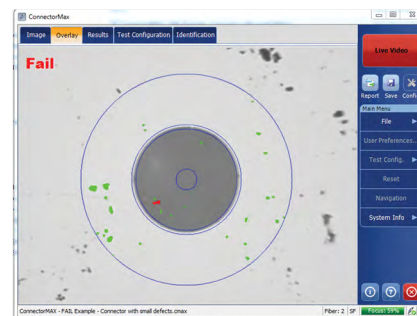 ConnectorMax
Image Overlay Results Test Configuration Identification
Fail
Live Video
Report Save Confi
Main Menu
File
User Preferences...
Test Config.
Reset
Navigation
System Info
ConnectorMAX - FAIL Example - Connector with small defects.cmax
Fiber: 2 SF
Focus: 59%